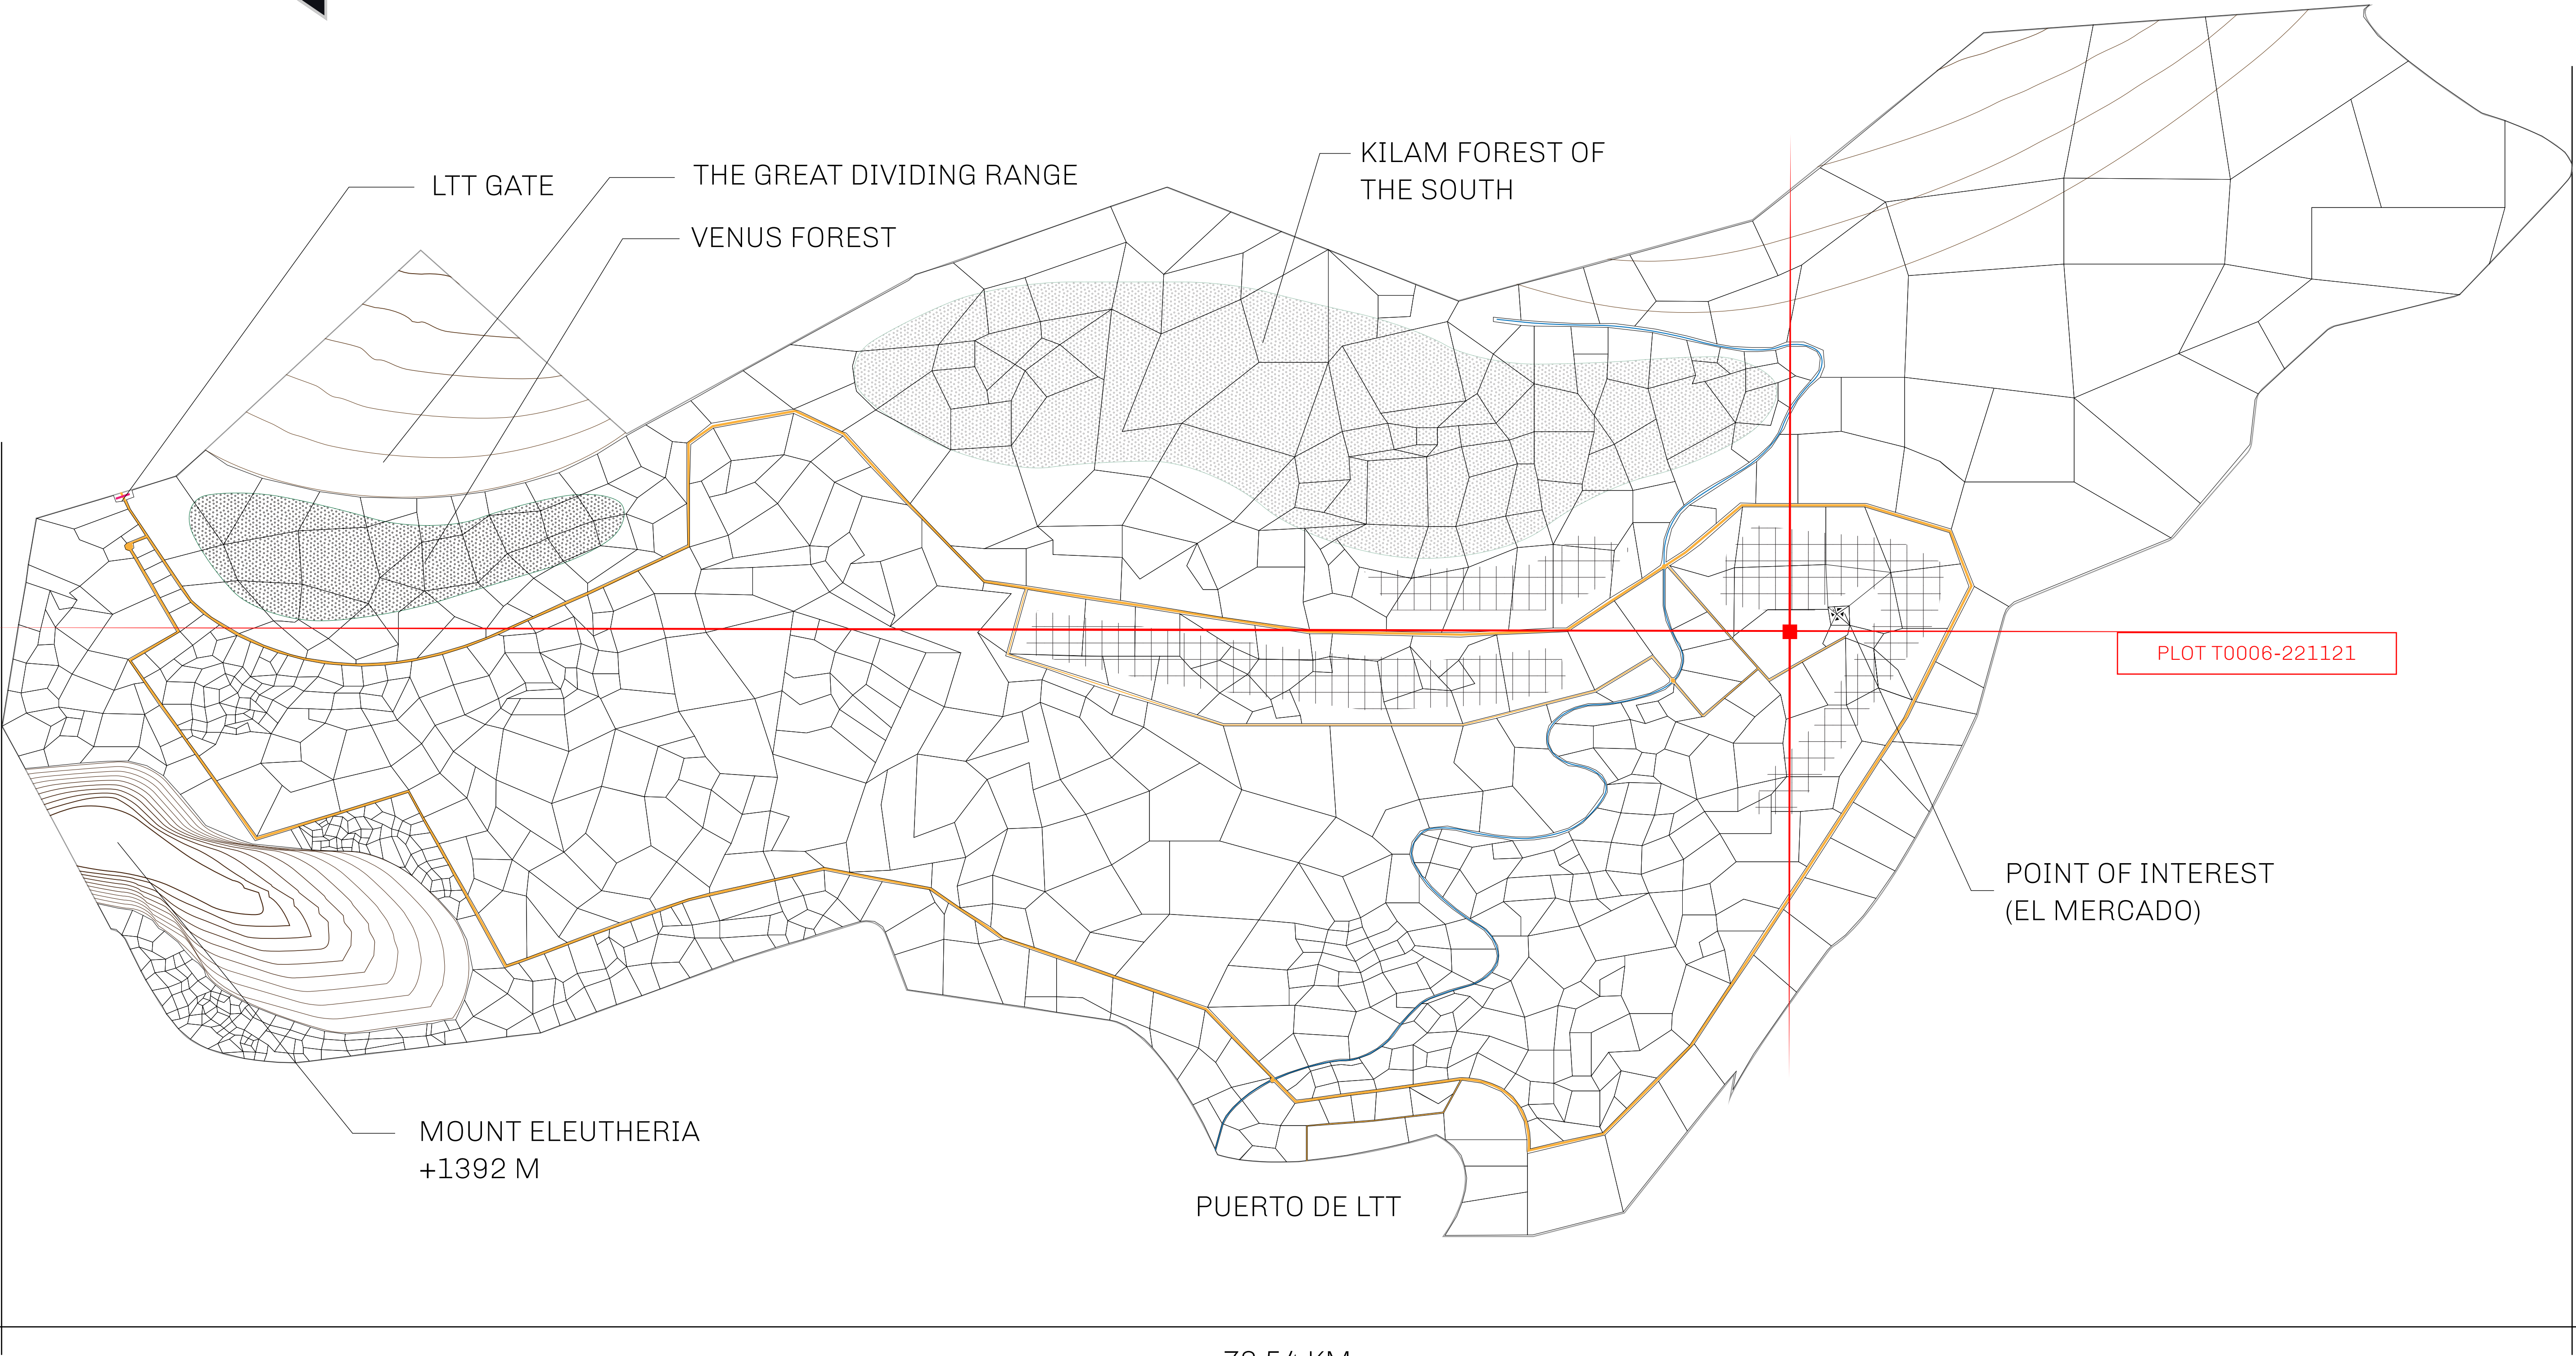 KILAM FOREST OF
THE SOUTH
THE GREAT DIVIDING RANGE
LTT GATE
VENUS FOREST
PLOT T0006-221121
POINT OF INTEREST
(EL MERCADO)
MOUNT ELEUTHERIA
+1392 M
PUERTO DE LTT
KM